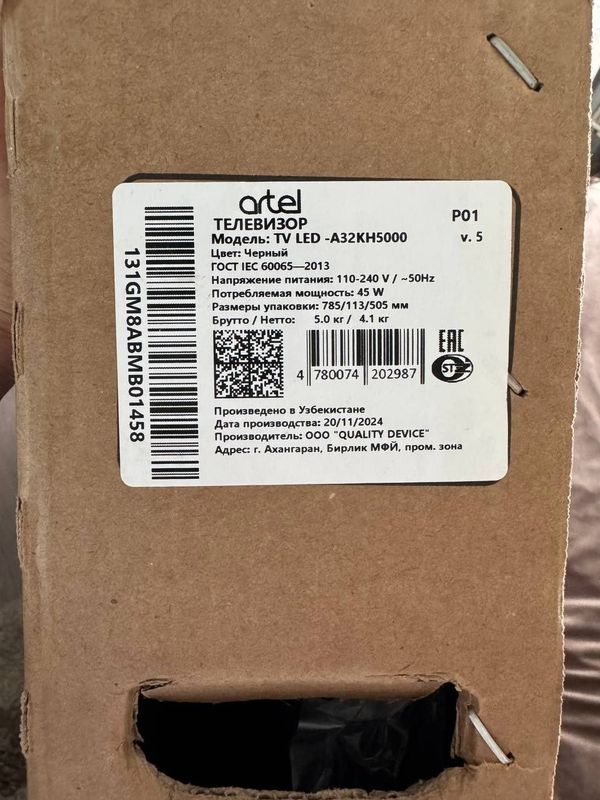 artel
ТЕЛЕВИЗОР
P01
Модель: TV LED -A32KH5000
v. 5
Цвет: Черный
ГОСТ IEC 60065—2013
Напряжение питания: 110-240 V / ~50Hz
Потребляемая мощность: 45 W
Размеры упаковки: 785/113/505 мм
Брутто / Нетто: 5.0 кг / 4.1 кг
EAC
4 780074 202987
ST
Произведено в Узбекистане
Дата производства: 20/11/2024
Производитель: ООО "QUALITY DEVICE"
Адрес: г. Ахангаран, Бирлик МФЙ, пром. зона
131GM8ABMB01458